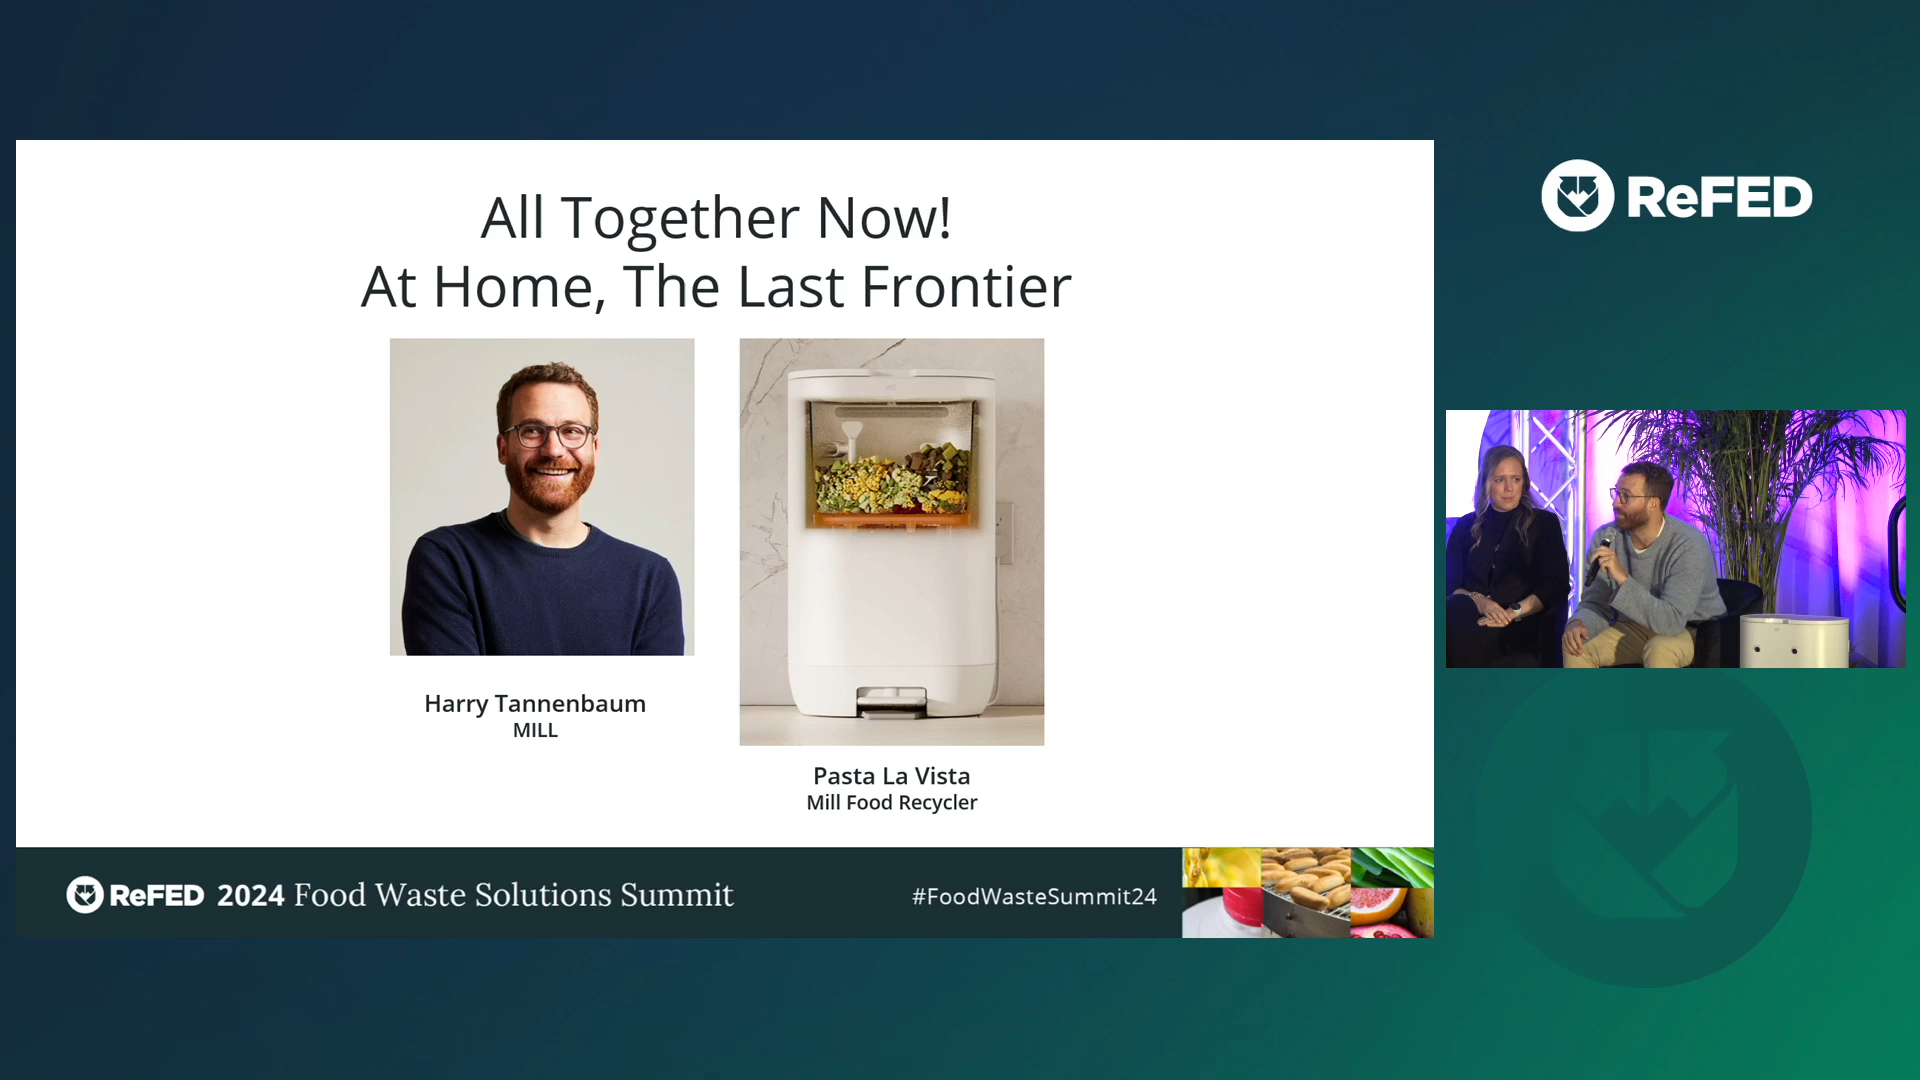 All Together Now!
At Home, The Last Frontier
Harry Tannenbaum
MILL
Pasta La Vista
Mill Food Recycler
ReFED 2024 Food Waste Solutions Summit
#FoodWasteSummit24
ReFED